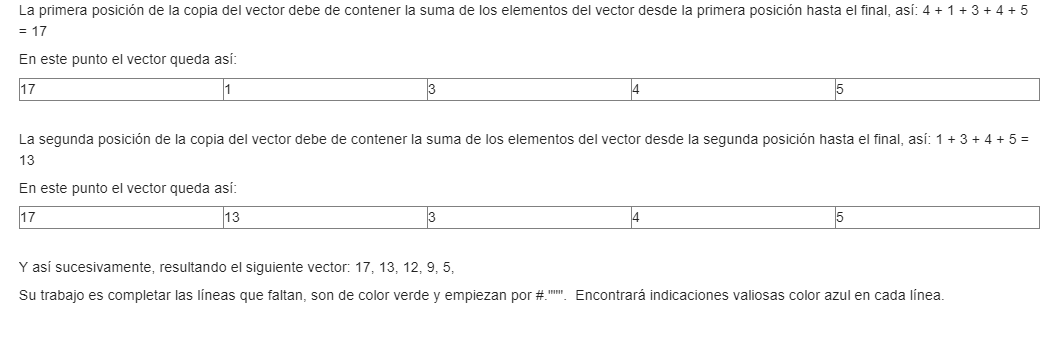 La primera posición de la copia del vector debe de contener la suma de los elementos del vector desde la primera posición hasta el final, así: 4 + 1 + 3 + 4 + 5
= 17
En este punto el vector queda así:
17 1 3 4 5
La segunda posición de la copia del vector debe de contener la suma de los elementos del vector desde la segunda posición hasta el final, así: 1 + 3 + 4 + 5 =
13
En este punto el vector queda así:
17 13 3 4 5
Y así sucesivamente, resultando el siguiente vector: 17, 13, 12, 9, 5,
Su trabajo es completar las líneas que faltan, son de color verde y empiezan por #."""". Encontrará indicaciones valiosas color azul en cada línea.